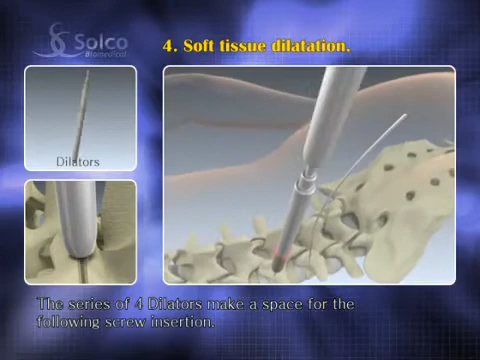 Solco
Biomedical
4. Soft tissue dilatation.
Dilators
The series of 4 Dilators make a space for the
following screw insertion.